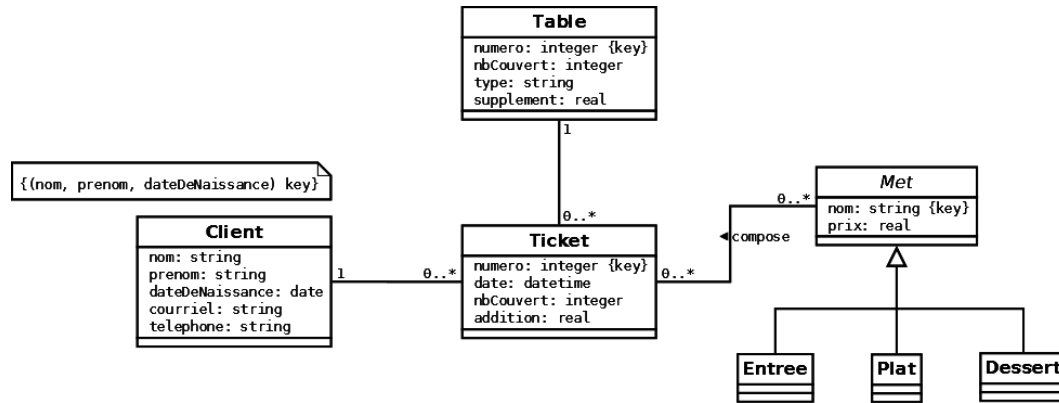 Table
numero: integer {key}
nbCouvert: integer
type: string
supplement: real
1
{(nom, prenom, dateDeNaissance) key}
0..*
Met
nom: string {key}
prix: real
0..*
compose
Client
nom: string
prenom: string
dateDeNaissance: date
courriel: string
telephone: string
1
0..*
Ticket
numero: integer {key}
date: datetime
nbCouvert: integer
addition: real
0..*
Entree
Plat
Dessert